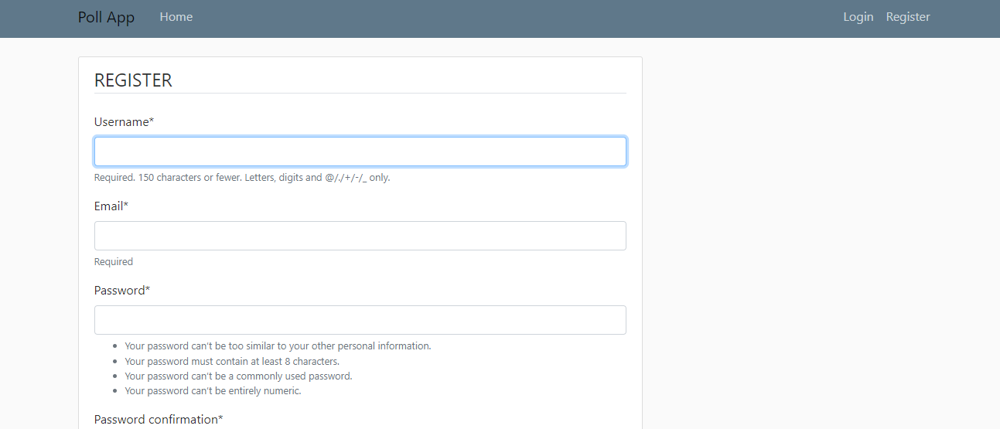 Poll App Home Login Register
REGISTER
Username*
Required. 150 characters or fewer. Letters, digits and @/./+/-/_ only.
Email*
Required
Password*
Your password can't be too similar to your other personal information.
Your password must contain at least 8 characters.
Your password can't be a commonly used password.
Your password can't be entirely numeric.
Password confirmation*